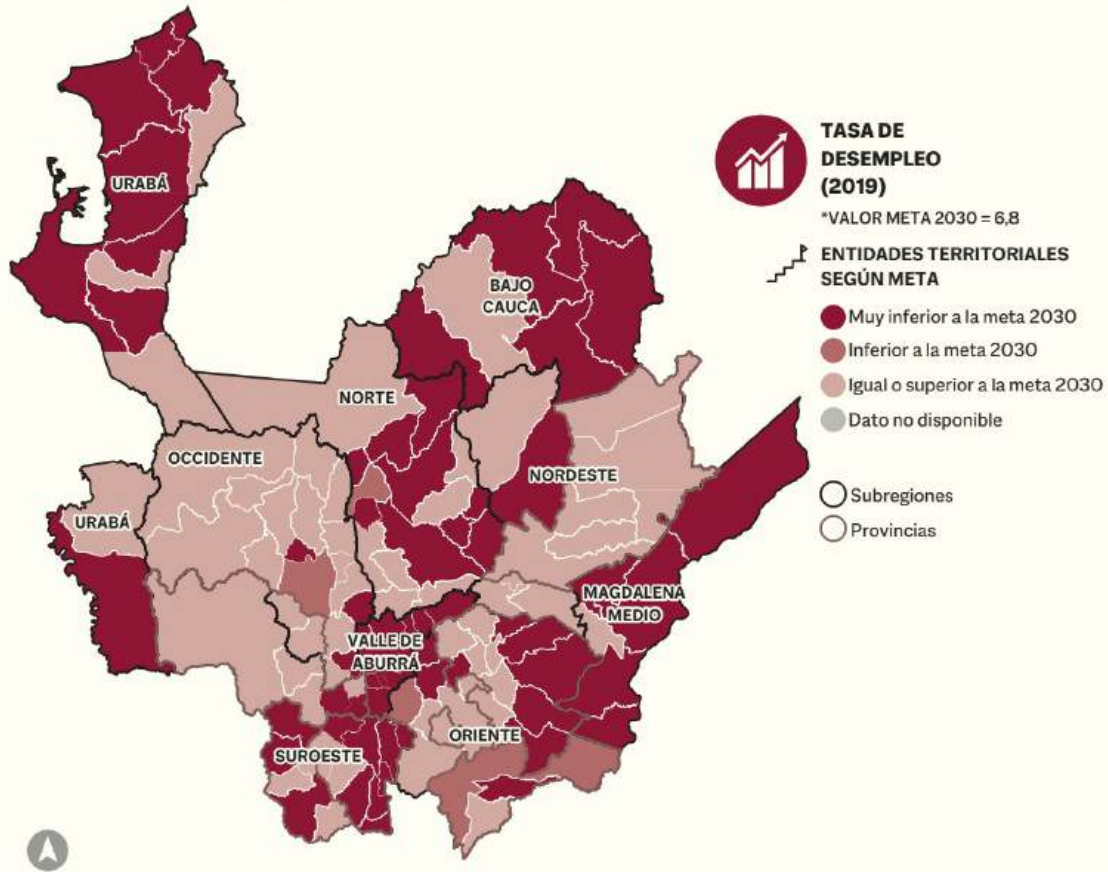 TASA DE
DESEMPLEO
(2019)
*VALOR META 2030 = 6,8
ENTIDADES TERRITORIALES
SEGÚN META
Muy inferior a la meta 2030
Inferior a la meta 2030
Igual o superior a la meta 2030
Dato no disponible
Subregiones
Provincias
URABÁ
BAJO
CAUCA
NORTE
OCCIDENTE
NORDESTE
URABÁ
MAGDALENA
MEDIO
VALLE DE
ABURRÁ
ORIENTE
SUROESTE